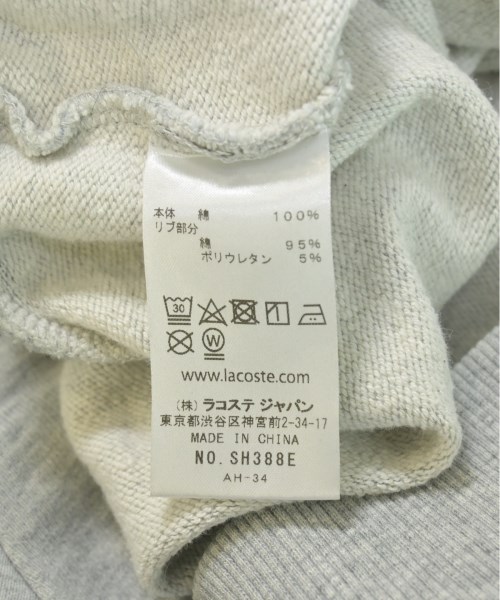 本体 綿 100%
リブ部分
綿 95%
ポリウレタン 5%
30
W
www.lacoste.com
(株) ラコステ ジャパン
東京都渋谷区神宮前2-34-17
MADE IN CHINA
NO. SH388E
AH-34